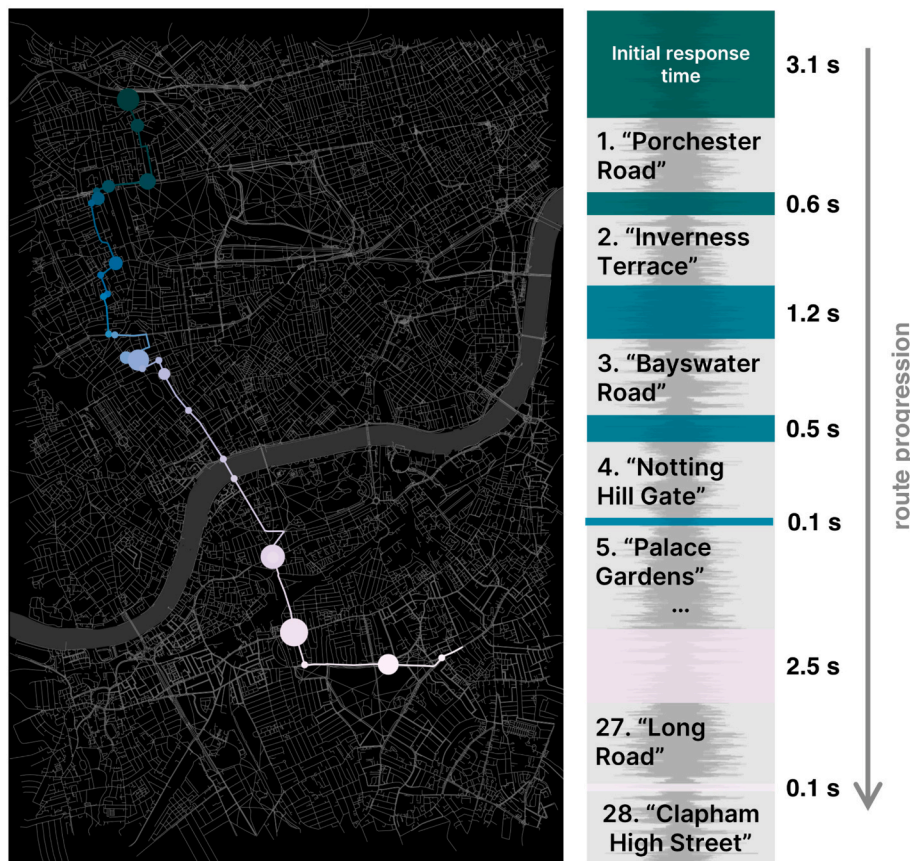 Initial response
time
3.1 s
1. “Porchester
Road”
0.6 s
2. “Inverness
Terrace”
1.2 s
3. “Bayswater
Road”
0.5 s
4. “Notting
Hill Gate”
0.1 s
5. “Palace
Gardens”
...
2.5 s
27. “Long
Road”
0.1 s
28. “Clapham
High Street”
route progression